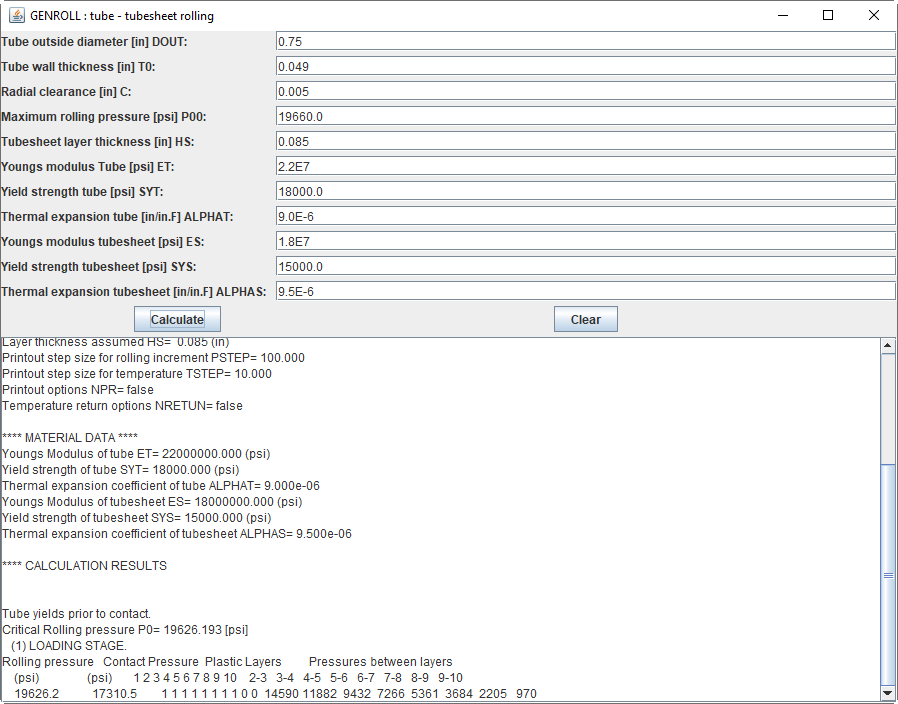 GENROLL : tube - tubesheet rolling
Tube outside diameter [in] DOUT: 0.75
Tube wall thickness [in] T0: 0.049
Radial clearance [in] C: 0.005
Maximum rolling pressure [psi] P00: 19660.0
Tubesheet layer thickness [in] HS: 0.085
Youngs modulus Tube [psi] ET: 2.2E7
Yield strength tube [psi] SYT: 18000.0
Thermal expansion tube [in/in.F] ALPHAT: 9.0E-6
Youngs modulus tubesheet [psi] ES: 1.8E7
Yield strength tubesheet [psi] SYS: 15000.0
Thermal expansion tubesheet [in/in.F] ALPHAS: 9.5E-6
Calculate Clear
Layer thickness assumed HS= 0.085 (in)
Printout step size for rolling increment PSTEP= 100.000
Printout step size for temperature TSTEP= 10.000
Printout options NPR= false
Temperature return options NRETUN= false
**** MATERIAL DATA ****
Youngs Modulus of tube ET= 22000000.000 (psi)
Yield strength of tube SYT= 18000.000 (psi)
Thermal expansion coefficient of tube ALPHAT= 9.000e-06
Youngs Modulus of tubesheet ES= 18000000.000 (psi)
Yield strength of tubesheet SYS= 15000.000 (psi)
Thermal expansion coefficient of tubesheet ALPHAS= 9.500e-06
**** CALCULATION RESULTS
Tube yields prior to contact.
Critical Rolling pressure P0= 19626.193 [psi]
(1) LOADING STAGE.
Rolling pressure Contact Pressure Plastic Layers Pressures between layers
(psi) (psi) 1 2 3 4 5 6 7 8 9 10 2-3 3-4 4-5 5-6 6-7 7-8 8-9 9-10
19626.2 17310.5 1 1 1 1 1 1 1 1 0 0 14590 11882 9432 7266 5361 3684 2205 970